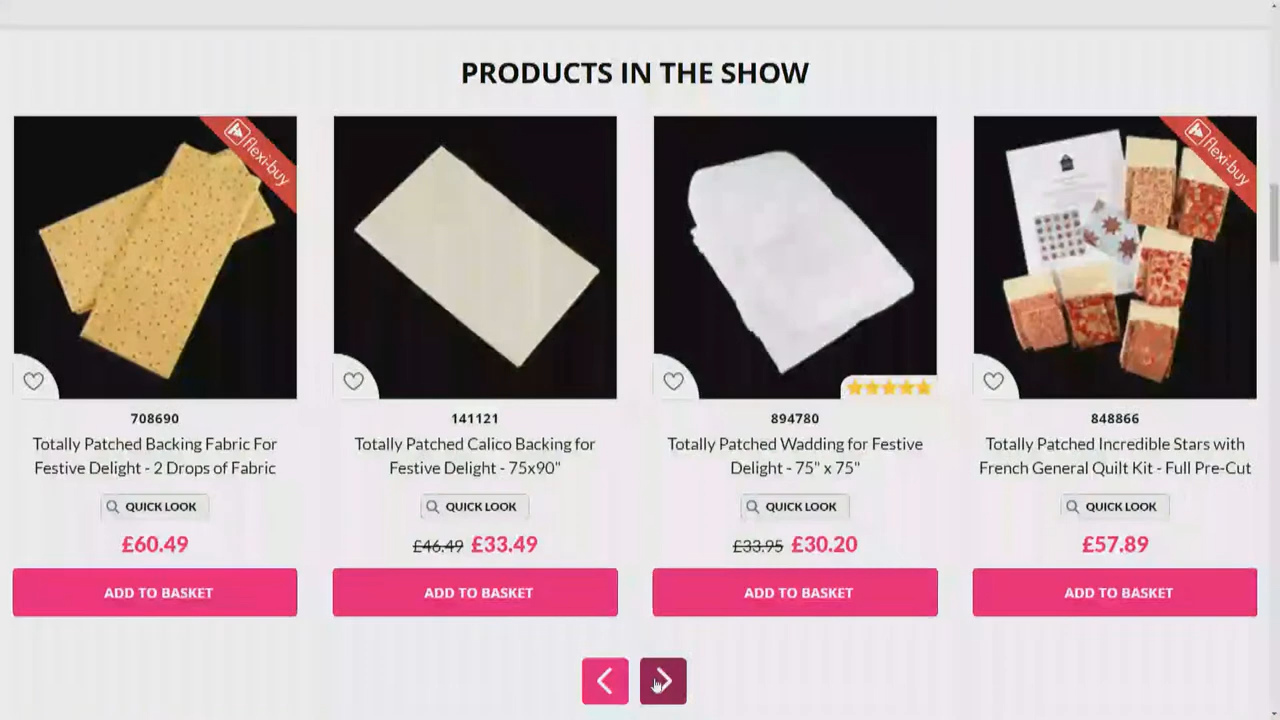 PRODUCTS IN THE SHOW
flexi-buy
flexi-buy
708690
Totally Patched Backing Fabric For
Festive Delight - 2 Drops of Fabric
QUICK LOOK
£60.49
ADD TO BASKET
141121
Totally Patched Calico Backing for
Festive Delight - 75x90"
QUICK LOOK
£46.49 £33.49
ADD TO BASKET
894780
Totally Patched Wadding for Festive
Delight - 75" x 75"
QUICK LOOK
£33.95 £30.20
ADD TO BASKET
848866
Totally Patched Incredible Stars with
French General Quilt Kit - Full Pre-Cut
QUICK LOOK
£57.89
ADD TO BASKET